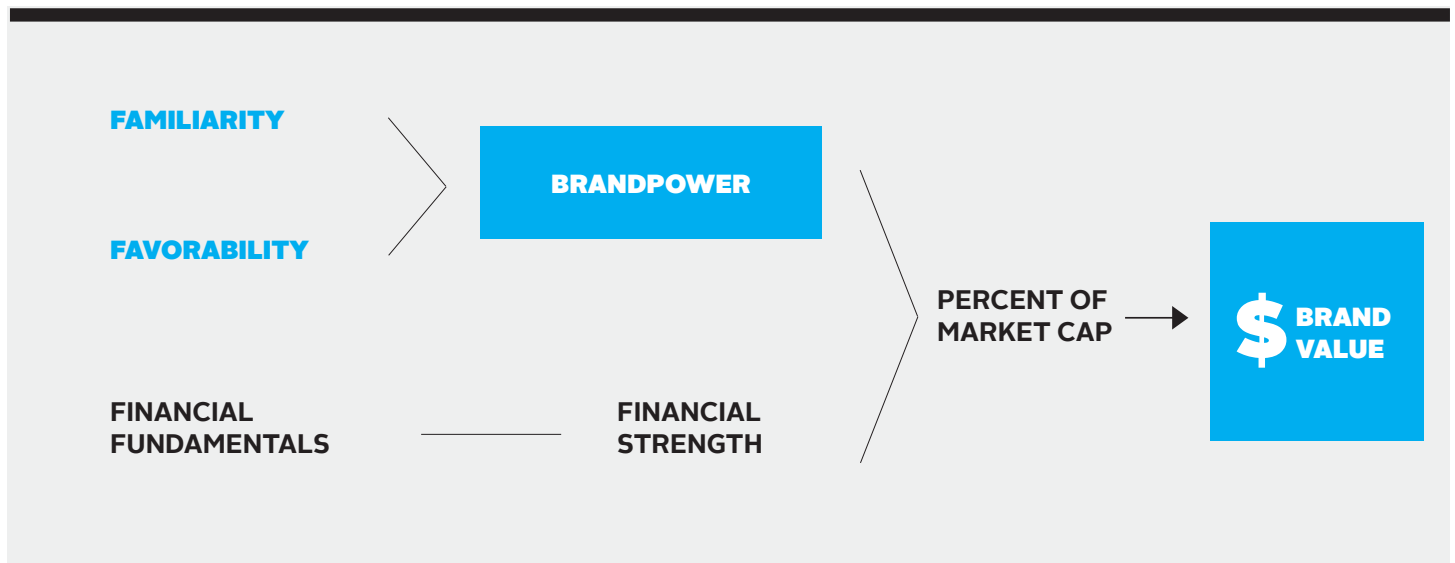 FAMILIARITY
FAVORABILITY
BRANDPOWER
FINANCIAL
FUNDAMENTALS
FINANCIAL
STRENGTH
PERCENT OF
MARKET CAP
$ BRAND
VALUE